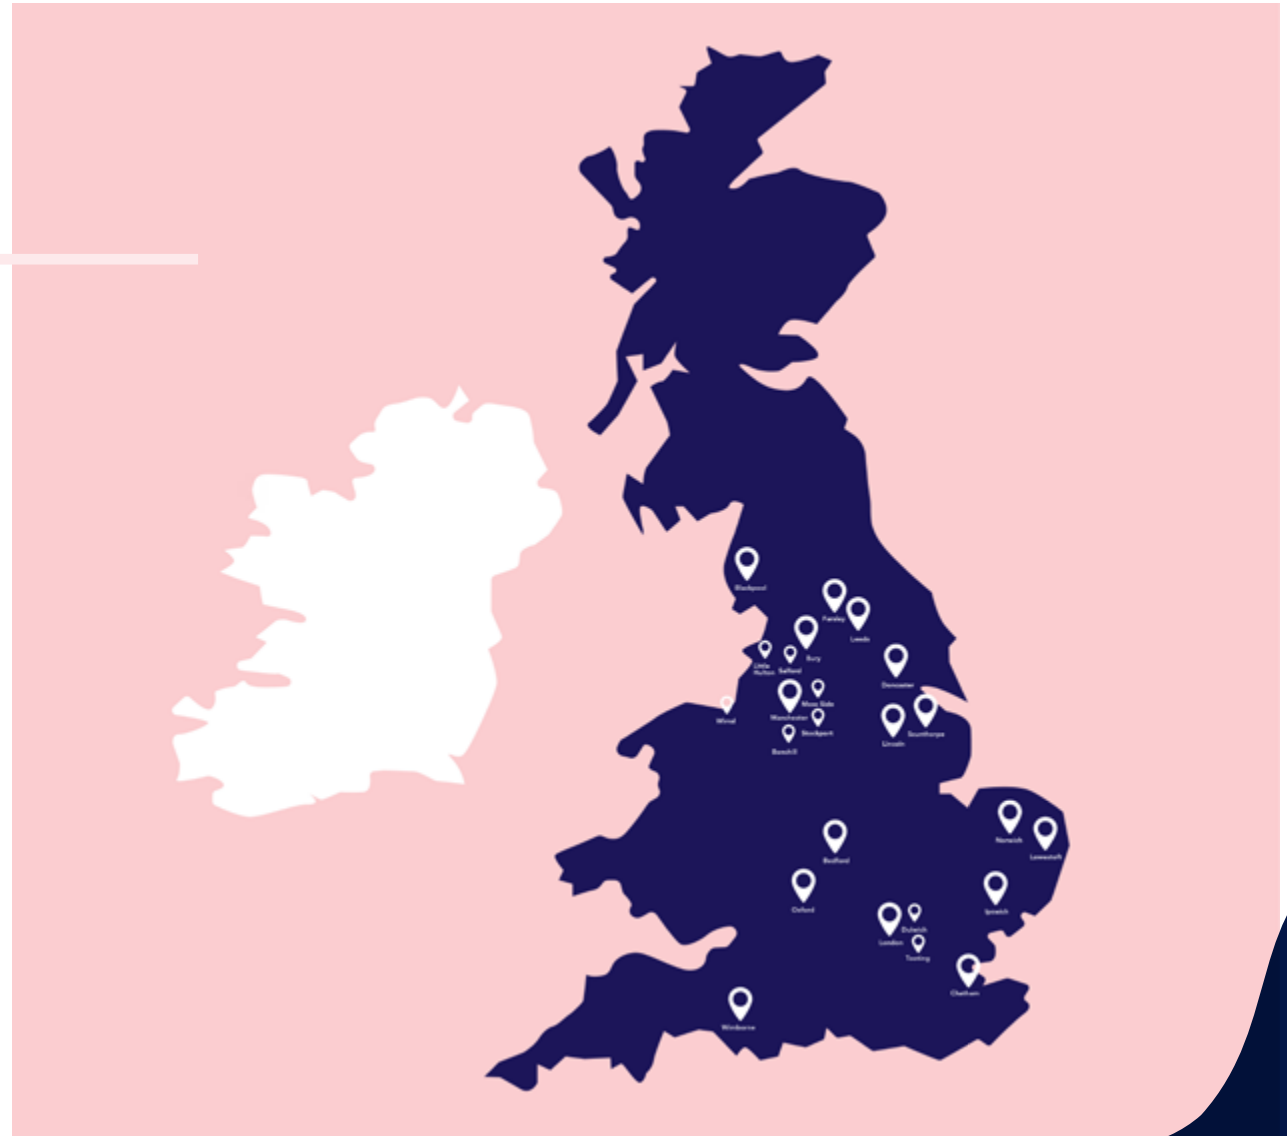 Blackpool
Farsley
Leeds
Bury
Little
Hulton
Salford
Doncaster
Moss Side
Manchester
Wirral
Stockport
Scunthorpe
Lincoln
Norwich
Lowestoft
Bedford
Ipswich
Oxford
Dulwich
London
Tooting
Chatham
Wimborne